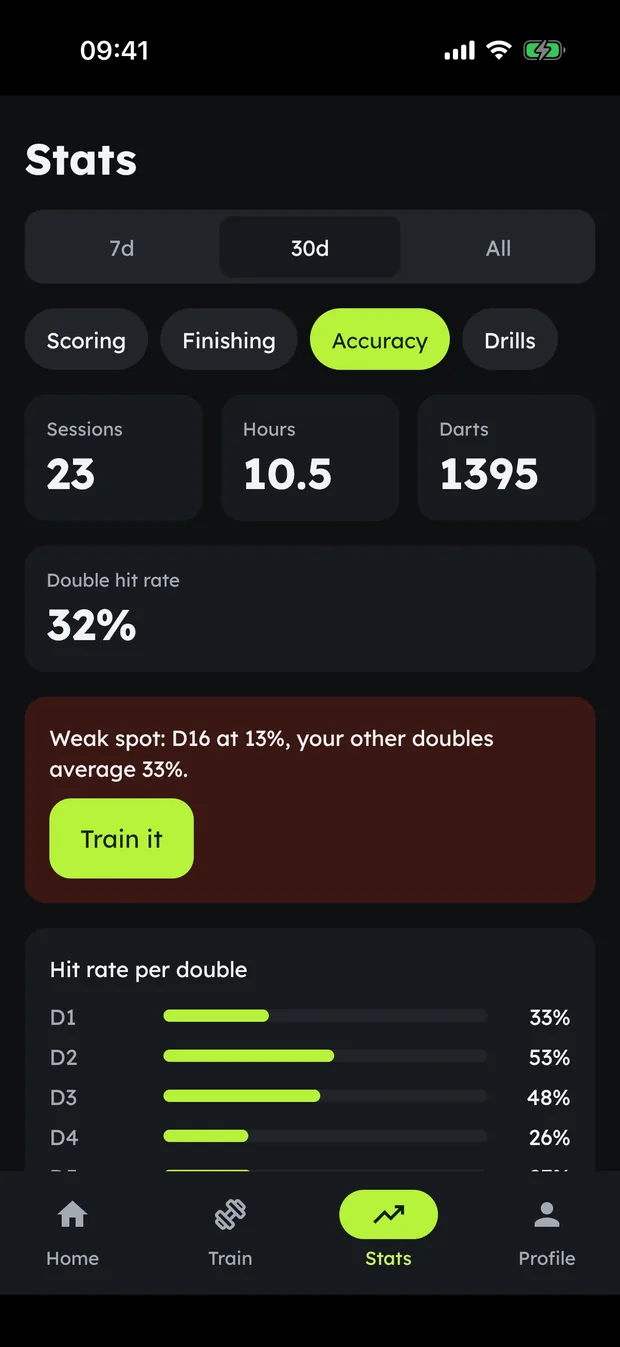 09:41
Stats
7d 30d All
Scoring Finishing Accuracy Drills
Sessions Hours Darts
23 10.5 1395
Double hit rate
32%
Weak spot: D16 at 13%, your other doubles
average 33%.
Train it
Hit rate per double
D1 33%
D2 53%
D3 48%
D4 26%
Home Train Stats Profile